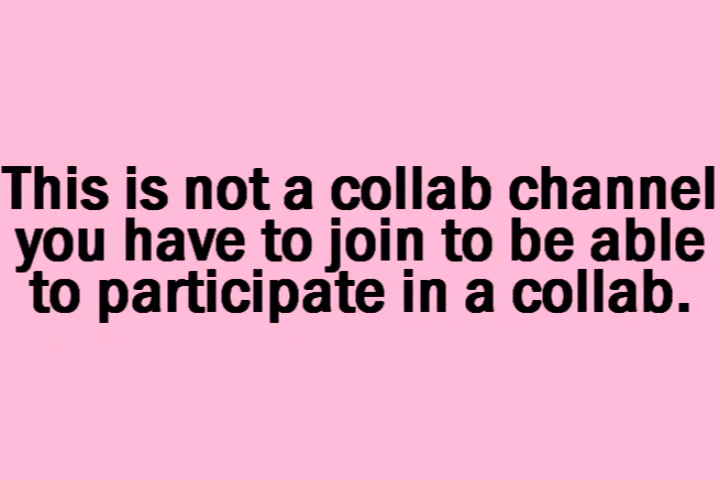 This is not a collab channel
you have to join to be able
to participate in a collab.